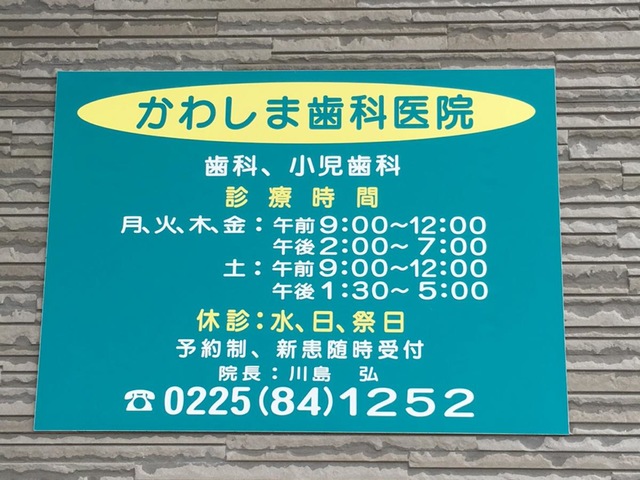 かわしま歯科医院
歯科、小児歯科
診療時間
月、火、木、金：午前9:00～12:00
午後2:00～7:00
土：午前9:00～12:00
午後1:30～5:00
休診：水、日、祭日
予約制、新患随時受付
院長：川島 弘
☎0225(84)1252